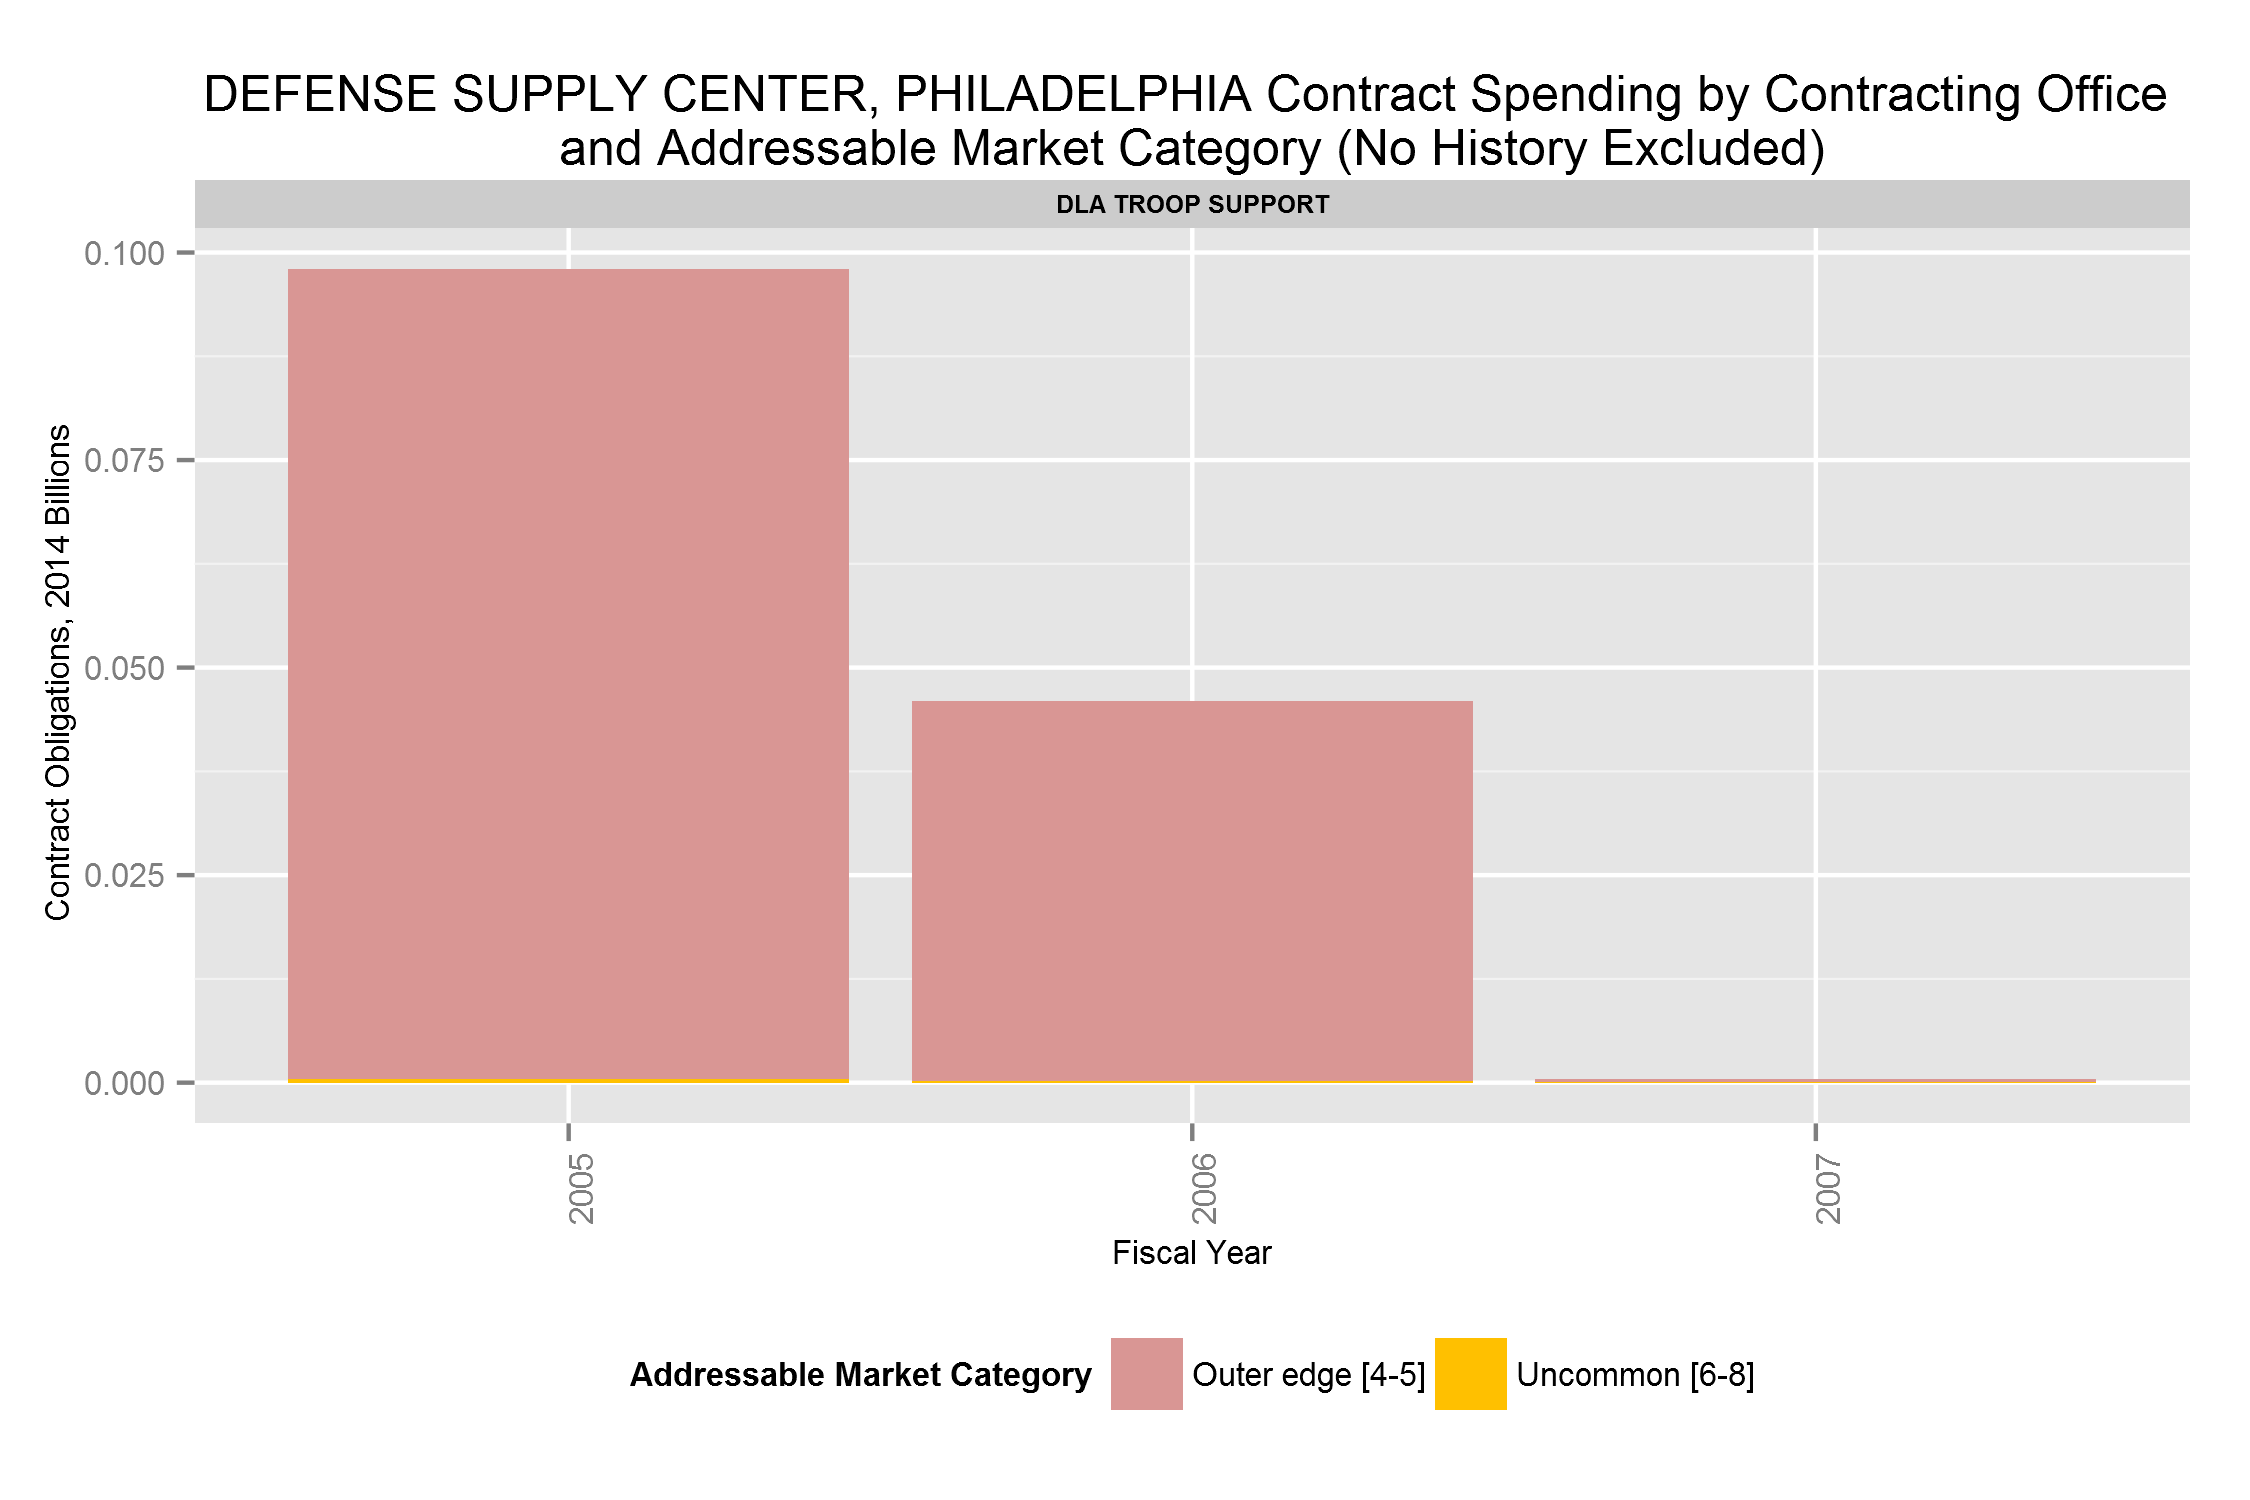 DEFENSE SUPPLY CENTER, PHILADELPHIA Contract Spending by Contracting Office
and Addressable Market Category (No History Excluded)
DLA TROOP SUPPORT
Contract Obligations, 2014 Billions
0.100
0.075
0.050
0.025
0.000
2005
2006
2007
Fiscal Year
Addressable Market Category
Outer edge [4-5]
Uncommon [6-8]